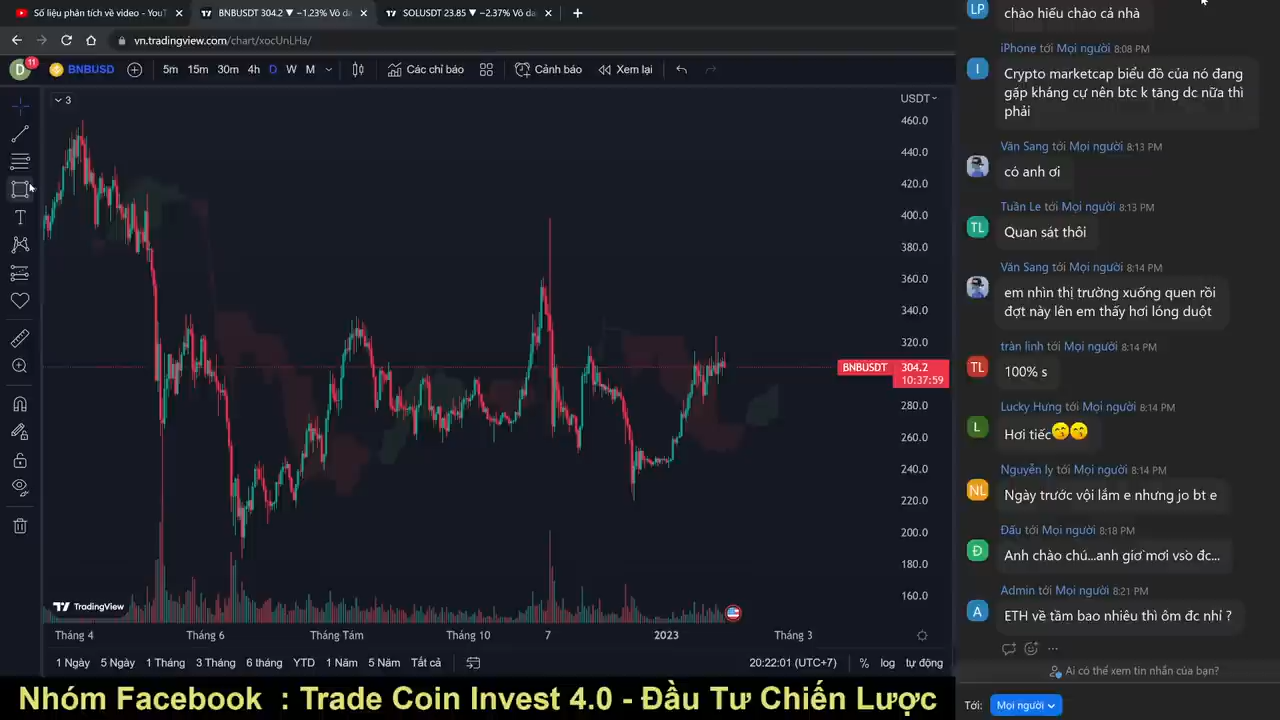 Số liệu phân tích về video - YouT
BNBUSDT 304.2 ▼ −1.23% Vô da
SOLUSDT 23.85 ▼ −2.37% Vô da
vn.tradingview.com/chart/xocUnLHa/
D
11
BNBUSD
5m
15m
30m
4h
D
W
M
Các chỉ báo
Cảnh báo
Xem lại
3
USDT
460.0
440.0
420.0
400.0
380.0
360.0
340.0
320.0
BNBUSDT
304.2
10:37:59
280.0
260.0
240.0
220.0
200.0
180.0
160.0
TradingView
Tháng 4
Tháng 6
Tháng Tám
Tháng 10
7
2023
Tháng 3
1 Ngày
5 Ngày
1 Tháng
3 Tháng
6 tháng
YTD
1 Năm
5 Năm
Tất cả
20:22:01 (UTC+7)
%
log
tự động
Nhóm Facebook : Trade Coin Invest 4.0 - Đầu Tư Chiến Lược
LP
chào hiếu chào cả nhà
iPhone tới Mọi người 8:08 PM
I
Crypto marketcap biểu đồ của nó đang
gặp kháng cự nên btc k tăng dc nữa thì
phải
Văn Sang tới Mọi người 8:13 PM
có anh ơi
Tuân Le tới Mọi người 8:13 PM
TL
Quan sát thôi
Văn Sang tới Mọi người 8:14 PM
em nhìn thị trường xuống quen rồi
đợt này lên em thấy hơi lóng duột
tràn linh tới Mọi người 8:14 PM
TL
100% s
Lucky Hưng tới Mọi người 8:14 PM
L
Hơi tiếc🤭🤭
Nguyễn ly tới Mọi người 8:14 PM
NL
Ngày trước vội lắm e nhưng jo bt e
Đấu tới Mọi người 8:18 PM
Đ
Anh chào chú...anh giơ mơi vso đc...
Admin tới Mọi người 8:21 PM
A
ETH về tầm bao nhiêu thì ôm đc nhỉ ?
Ai có thể xem tin nhắn của bạn?
Tới:
Mọi người